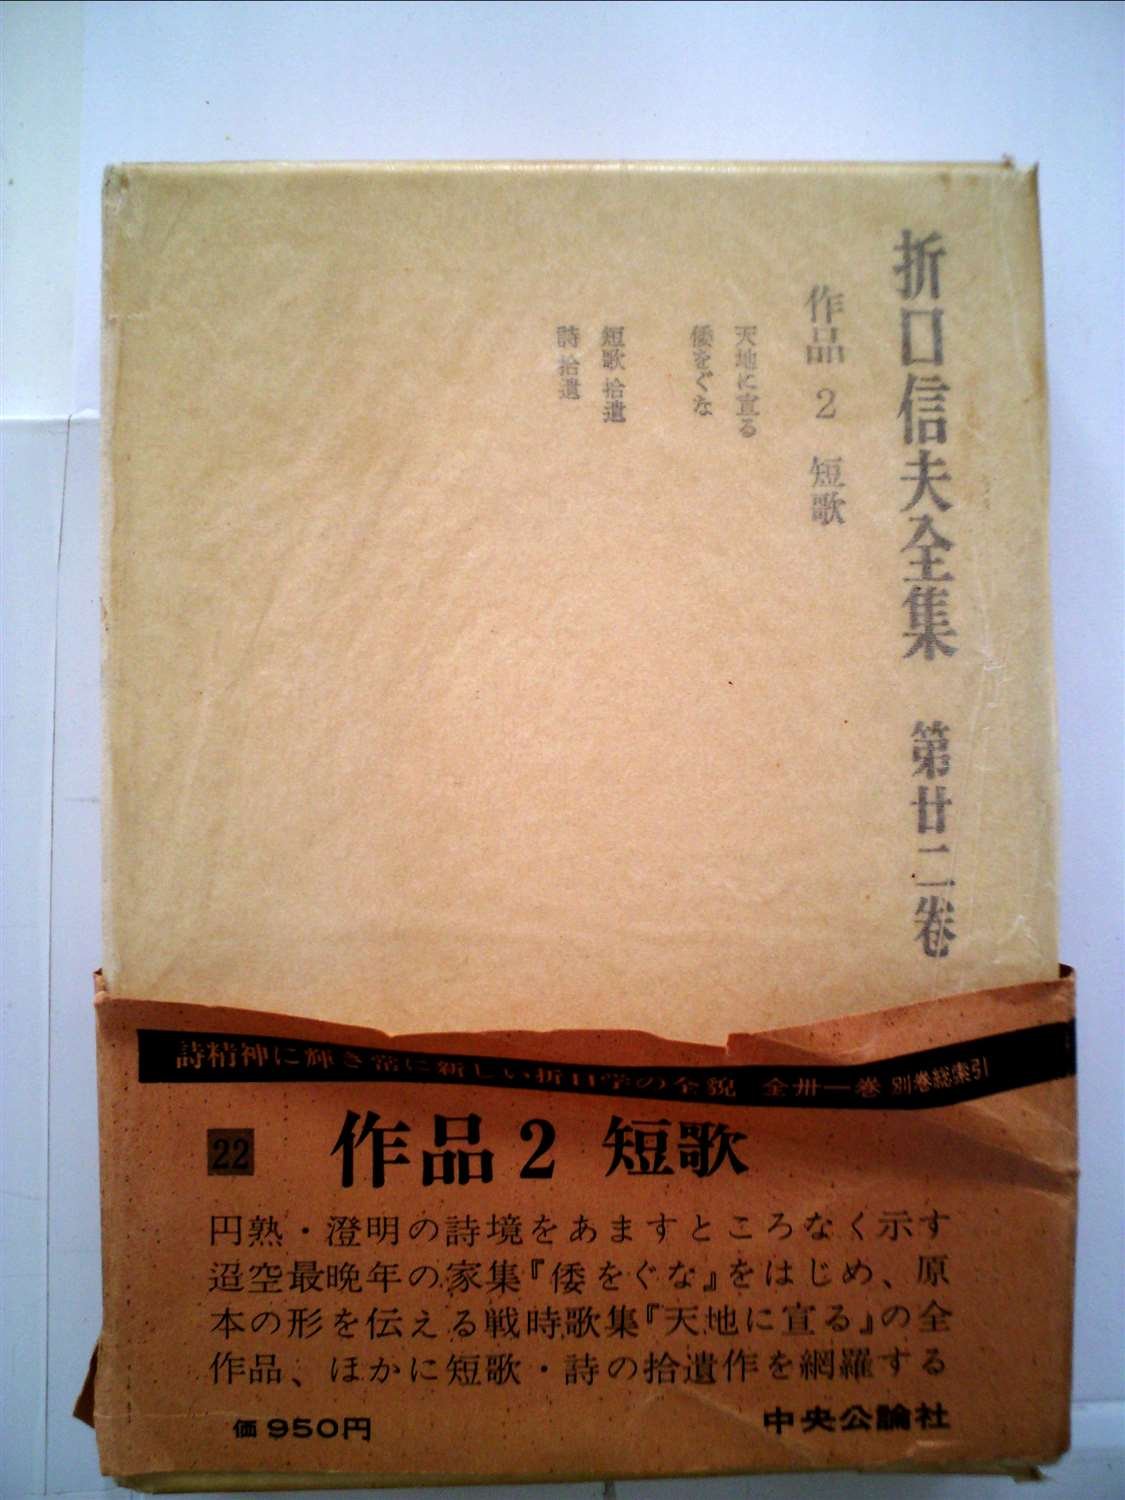 折口信夫全集 第廿二巻
作品 2 短歌
天地に宣る
倭をぐな
短歌 拾遺
詩 拾遺
詩精神に輝き常に新しい折口学の全貌 全卅一巻 別巻総索引
22 作品2 短歌
円熟・澄明の詩境をあますところなく示す
迢空最晩年の家集『倭をぐな』をはじめ、原
本の形を伝える戦時歌集『天地に宣る』の全
作品、ほかに短歌・詩の拾遺作を網羅する
価950円 中央公論社